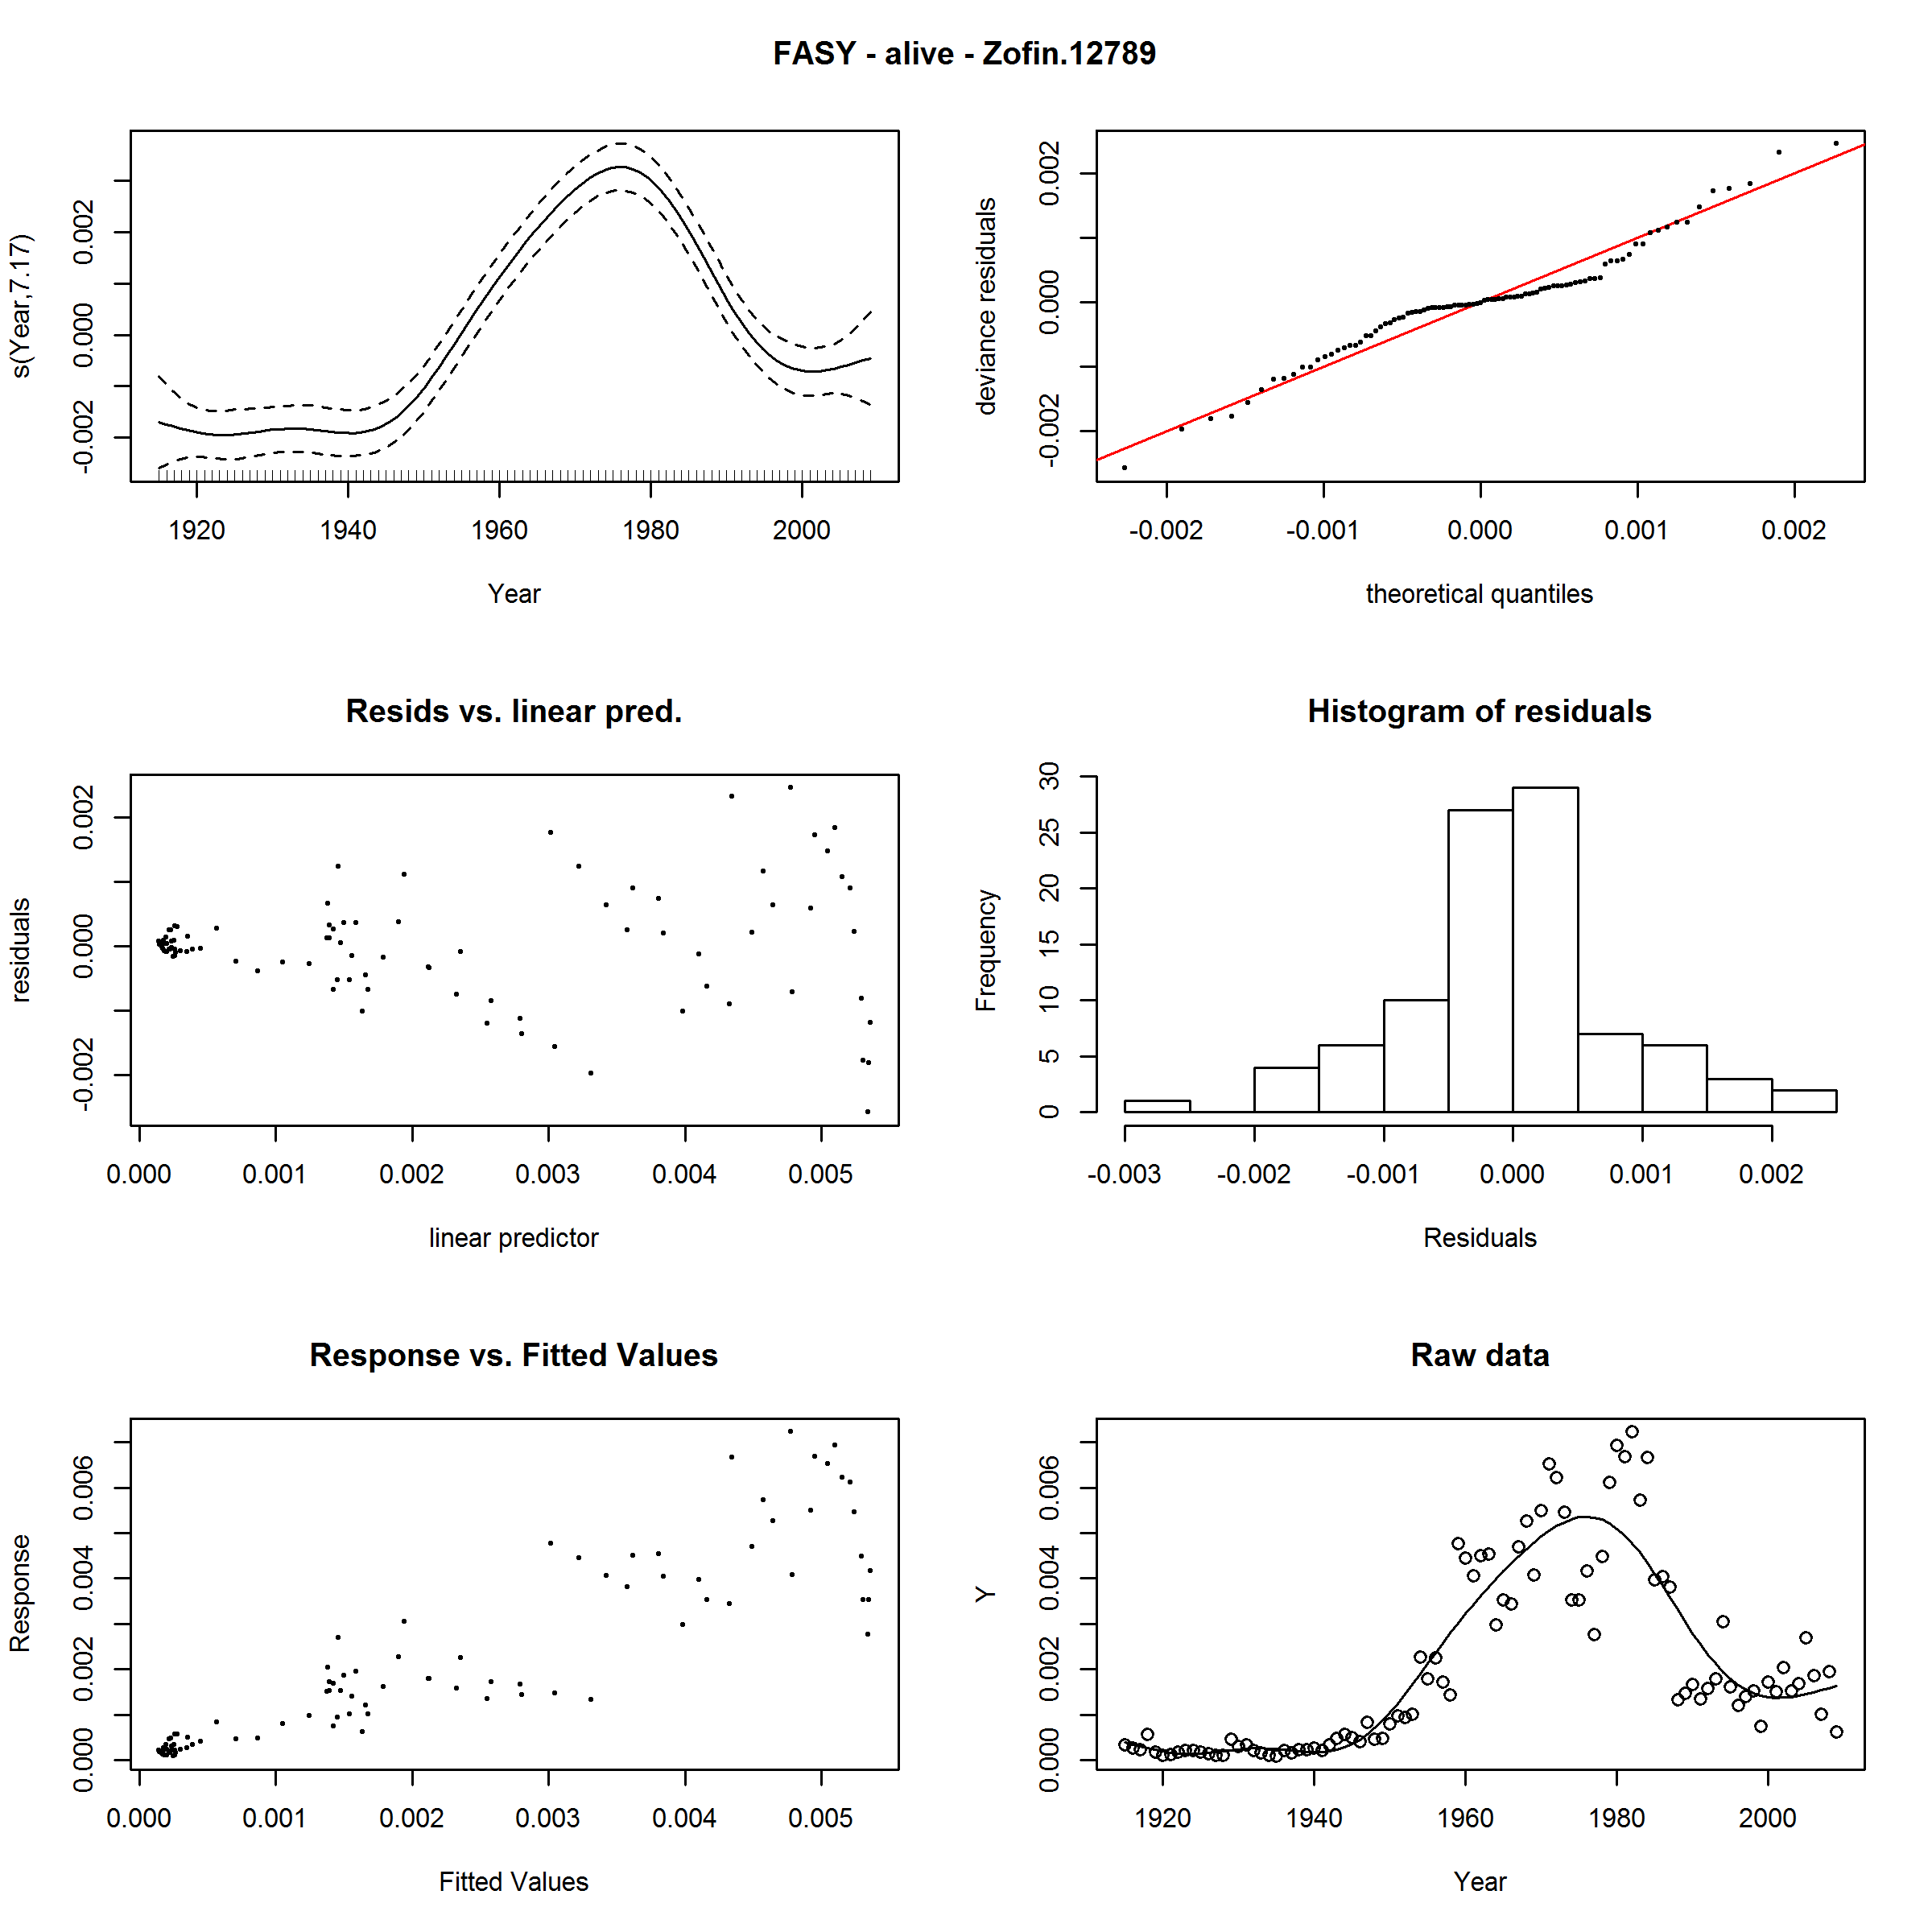 FASY - alive - Zofin.12789
s(Year,7.17)
-0.002 0.000 0.002
1920 1940 1960 1980 2000
Year
deviance residuals
-0.002 0.000 0.002
-0.002 -0.001 0.000 0.001 0.002
theoretical quantiles
Resids vs. linear pred.
residuals
-0.002 0.000 0.002
0.000 0.001 0.002 0.003 0.004 0.005
linear predictor
Histogram of residuals
Frequency
0 5 10 15 20 25 30
-0.003 -0.002 -0.001 0.000 0.001 0.002
Residuals
Response vs. Fitted Values
Response
0.000 0.002 0.004 0.006
0.000 0.001 0.002 0.003 0.004 0.005
Fitted Values
Raw data
Y
0.000 0.002 0.004 0.006
1920 1940 1960 1980 2000
Year